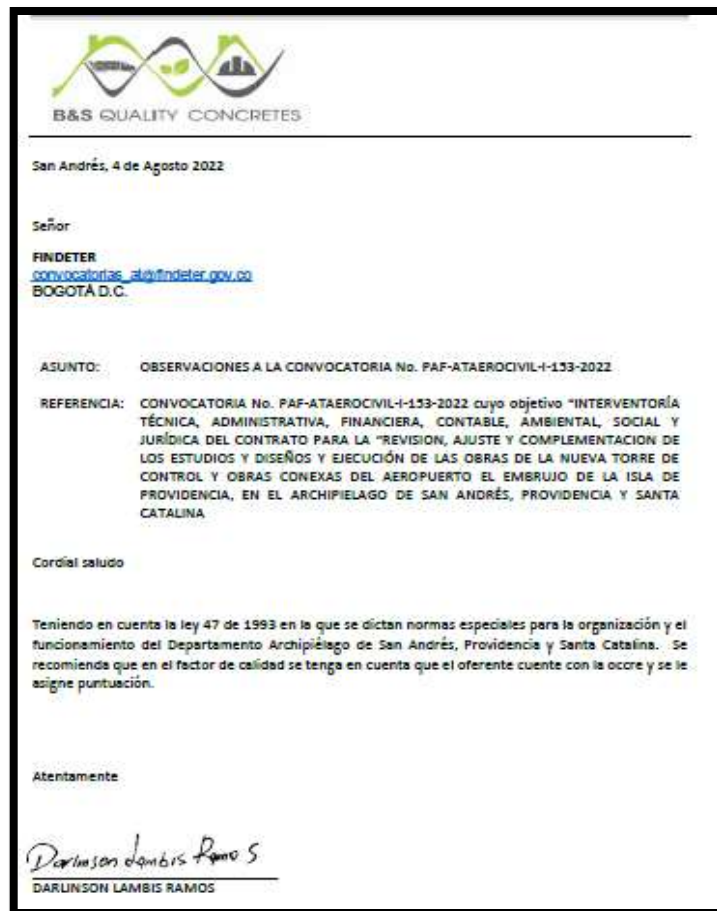 B&S QUALITY CONCRETES
San Andrés, 4 de Agosto 2022
Señor
FINDETER
convocatorias_at@findeter.gov.co
BOGOTÁ D.C.
ASUNTO: OBSERVACIONES A LA CONVOCATORIA No. PAF-ATAEROCIVIL-I-153-2022
REFERENCIA: CONVOCATORIA No. PAF-ATAEROCIVIL-I-153-2022 cuyo objetivo "INTERVENTORÍA
TÉCNICA, ADMINISTRATIVA, FINANCIERA, CONTABLE, AMBIENTAL, SOCIAL Y
JURÍDICA DEL CONTRATO PARA LA "REVISION, AJUSTE Y COMPLEMENTACION DE
LOS ESTUDIOS Y DISEÑOS Y EJECUCIÓN DE LAS OBRAS DE LA NUEVA TORRE DE
CONTROL Y OBRAS CONEXAS DEL AEROPUERTO EL EMBRUJO DE LA ISLA DE
PROVIDENCIA, EN EL ARCHIPIELAGO DE SAN ANDRÉS, PROVIDENCIA Y SANTA
CATALINA
Cordial saludo
Teniendo en cuenta la ley 47 de 1993 en la que se dictan normas especiales para la organización y el
funcionamiento del Departamento Archipiélago de San Andrés, Providencia y Santa Catalina. Se
recomienda que en el factor de calidad se tenga en cuenta que el oferente cuente con la occre y se le
asigne puntuación.
Atentamente
Darlinson Lambis Ramos
DARLINSON LAMBIS RAMOS